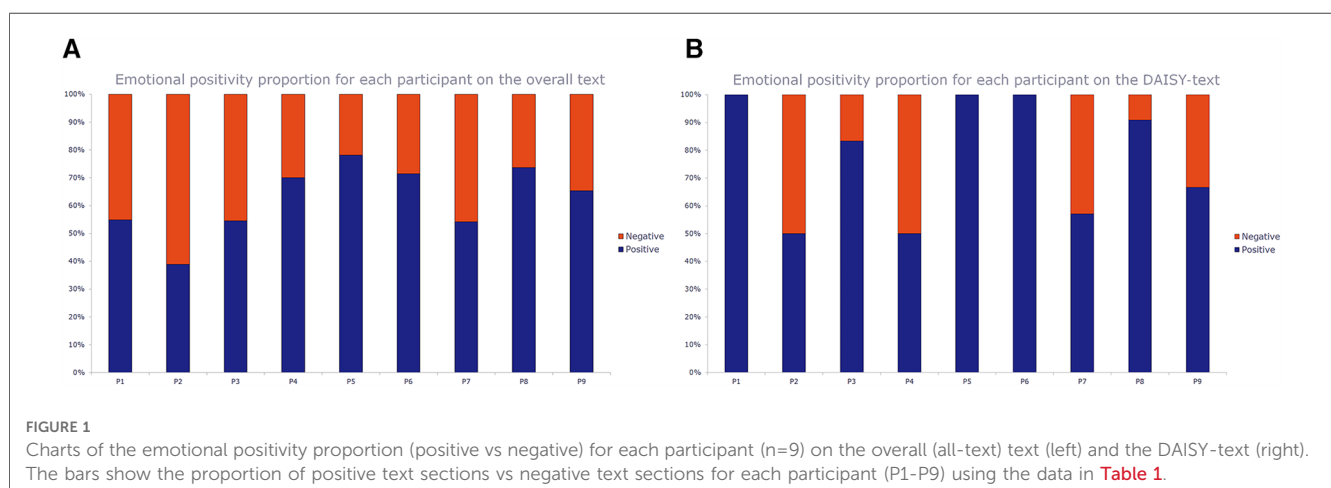 A
Emotional positivity proportion for each participant on the overall text
100%
90%
80%
70%
60%
50%
40%
30%
20%
10%
0%
P1 P2 P3 P4 P5 P6 P7 P8 P9
Negative
Positive
B
Emotional positivity proportion for each participant on the DAISY-text
100%
90%
80%
70%
60%
50%
40%
30%
20%
10%
0%
P1 P2 P3 P4 P5 P6 P7 P8 P9
Negative
Positive
FIGURE 1
Charts of the emotional positivity proportion (positive vs negative) for each participant (n=9) on the overall (all-text) text (left) and the DAISY-text (right).
The bars show the proportion of positive text sections vs negative text sections for each participant (P1-P9) using the data in Table 1.